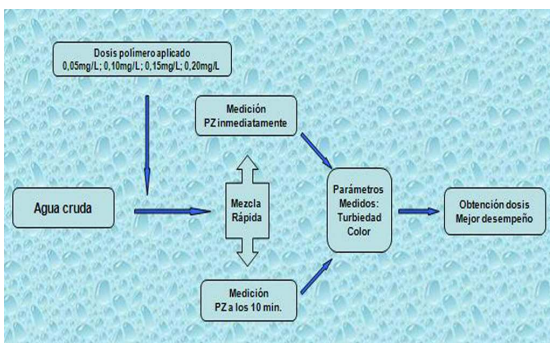 Dosis polimero aplicado
0,05mg/L; 0,10mg/L; 0,15mg/L; 0,20mg/L
Medición
PZ inmediatamente
Agua cruda
Mezcla
Rápida
Parámetros
Medidos:
Turbiedad
Color
Obtención dosis
Mejor desempeño
Medición
PZ a los 10 min.